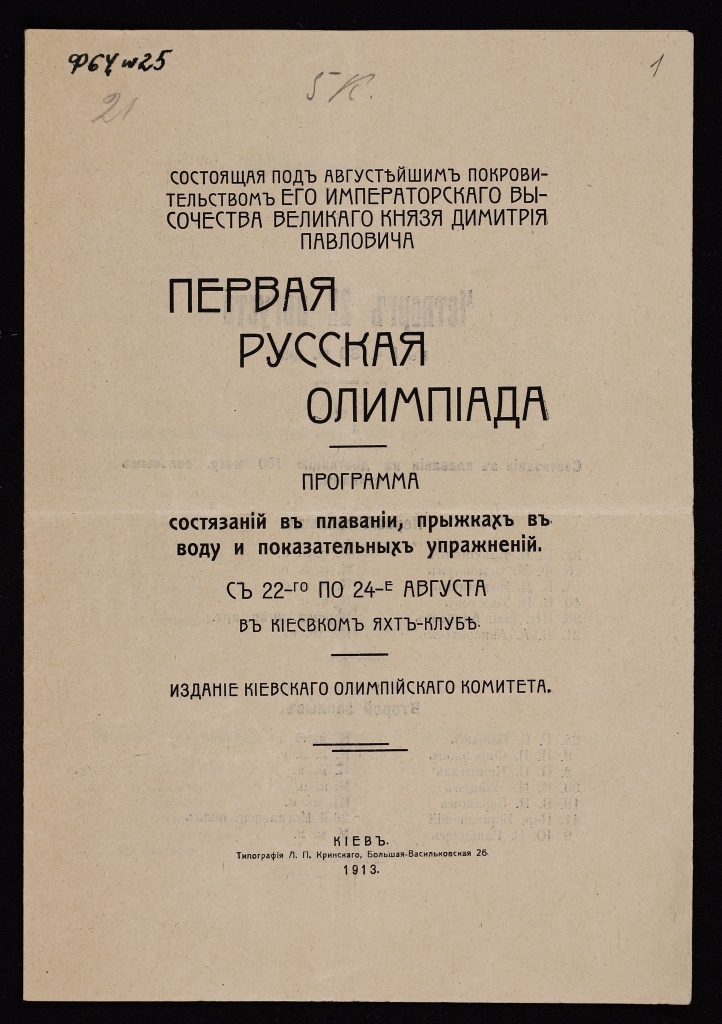 Ф64 №25
21
5 К.
1
СОСТОЯЩАЯ ПОДЪ АВГУСТѢЙШИМЪ ПОКРОВИ-
ТЕЛЬСТВОМЪ ЕГО ИМПЕРАТОРСКАГО ВЫ-
СОЧЕСТВА ВЕЛИКАГО КНЯЗЯ ДИМИТРІЯ
ПАВЛОВИЧА
ПЕРВАЯ
РУССКАЯ
ОЛИМПІАДА
ПРОГРАММА
состязаній въ плаваніи, прыжкахъ въ
воду и показательныхъ упражненій.
СЪ 22-ГО ПО 24-Е АВГУСТА
ВЪ КІЕСВКОМЪ ЯХТЪ-КЛУБѢ.
ИЗДАНІЕ КІЕВСКАГО ОЛИМПІЙСКАГО КОМИТЕТА.
КІЕВЪ.
Типографія Л. П. Кринскаго, Большая-Васильковская 26
1913.